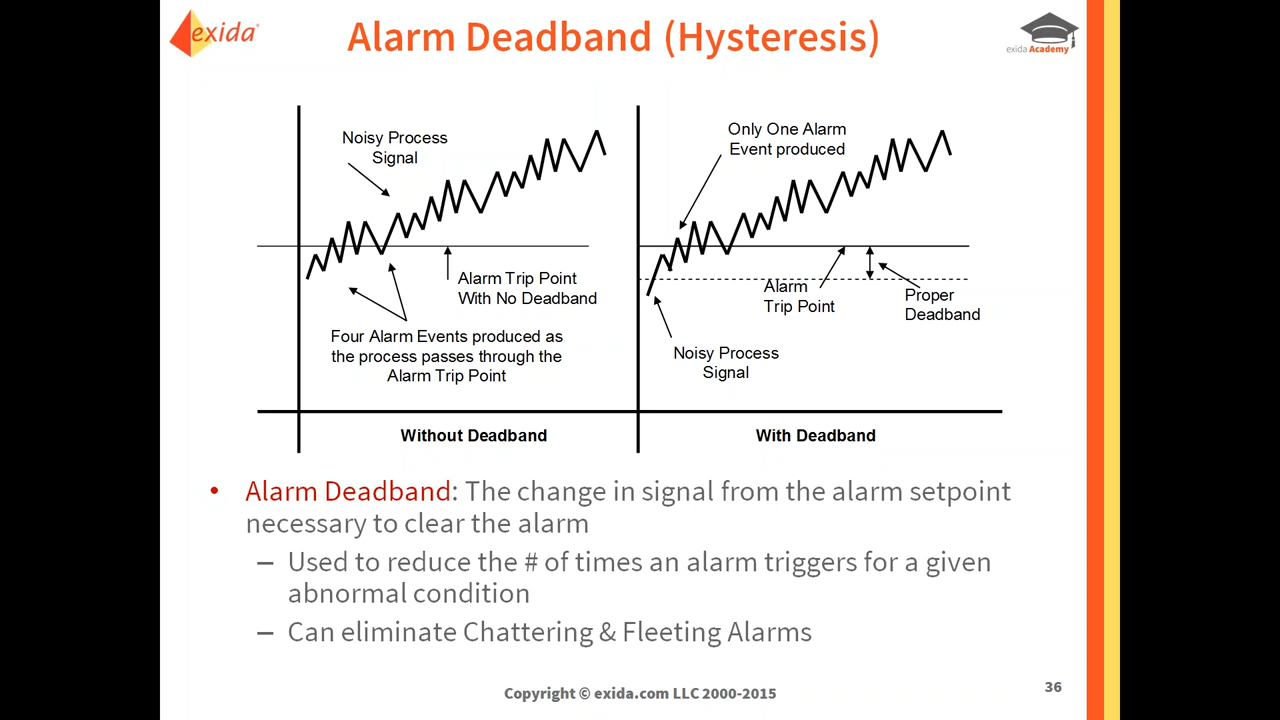 exida
Alarm Deadband (Hysteresis)
exida Academy
Noisy Process
Signal
Alarm Trip Point
With No Deadband
Four Alarm Events produced as
the process passes through the
Alarm Trip Point
Without Deadband
Only One Alarm
Event produced
Alarm
Trip Point
Proper
Deadband
Noisy Process
Signal
With Deadband
• Alarm Deadband: The change in signal from the alarm setpoint
necessary to clear the alarm
– Used to reduce the # of times an alarm triggers for a given
abnormal condition
– Can eliminate Chattering & Fleeting Alarms
Copyright © exida.com LLC 2000-2015
36